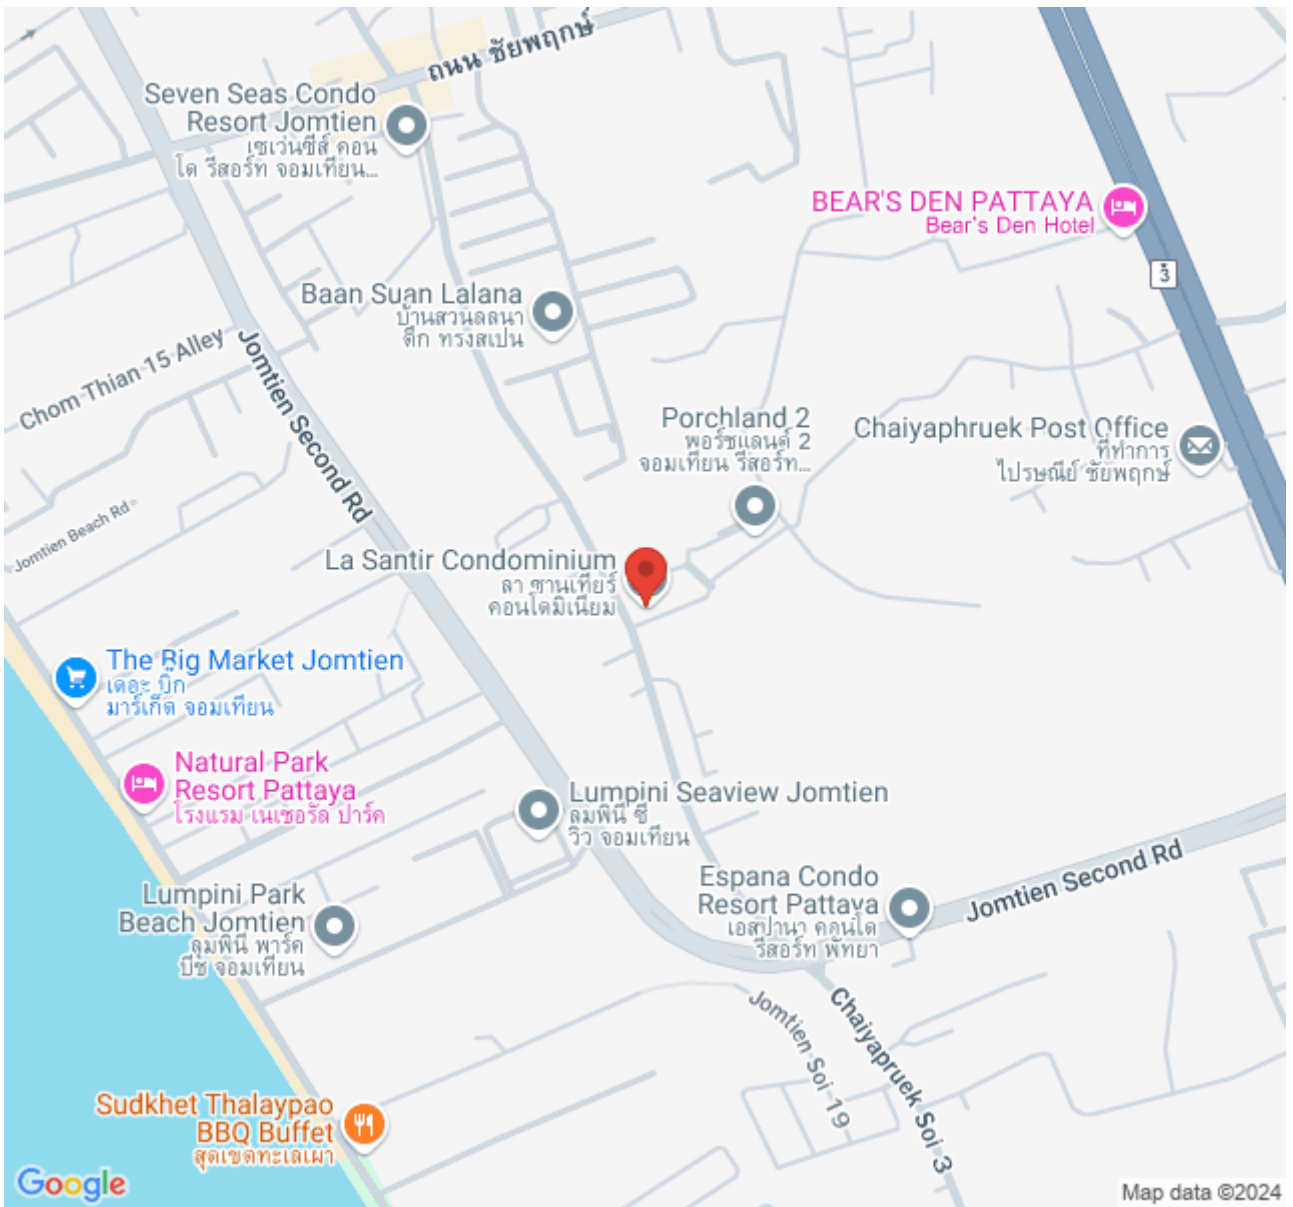 ถนน ชัยพฤกษ์
Seven Seas Condo
Resort Jomtien
เซเว่นซีส์ คอน
โด รีสอร์ท จอมเทียน...
BEAR'S DEN PATTAYA
Bear's Den Hotel
3
Baan Suan Lalana
บ้านสวนลลนา
ตึก ทรงสเปน
Chom Thian 15 Alley
Jomtien Second Rd
Porchland 2
พอร์ชแลนด์ 2
จอมเทียน รีสอร์ท...
Chaiyaphruek Post Office
ที่ทำการ
ไปรษณีย์ ชัยพฤกษ์
Jomtien Beach Rd
La Santir Condominium
ลา ซานเทียร์
คอนโดมิเนียม
The Big Market Jomtien
เดอะ บิ๊ก
มาร์เก็ต จอมเทียน
Natural Park
Resort Pattaya
โรงแรม เนเชอรัล ปาร์ค
Lumpini Seaview Jomtien
ลุมพินี ซี
วิว จอมเทียน
Espana Condo
Resort Pattaya
เอสปานา คอนโด
รีสอร์ท พัทยา
Jomtien Second Rd
Lumpini Park
Beach Jomtien
ลุมพินี พาร์ค
บีช จอมเทียน
Jomtien Soi 19
Chaiyapruek Soi 3
Sudkhet Thalaypao
BBQ Buffet
สุดเขตทะเลเผา
Google
Map data ©2024